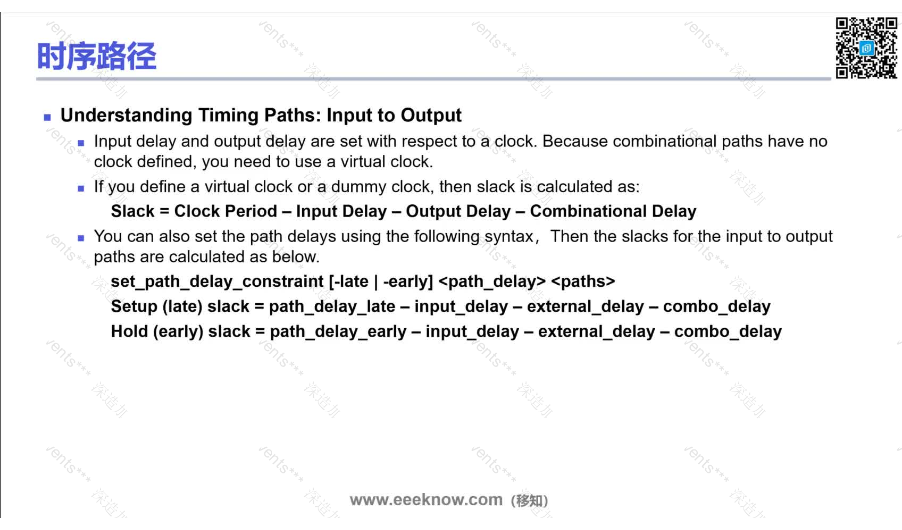 时序路径
Understanding Timing Paths: Input to Output
Input delay and output delay are set with respect to a clock. Because combinational paths have no
clock defined, you need to use a virtual clock.
If you define a virtual clock or a dummy clock, then slack is calculated as:
Slack = Clock Period – Input Delay – Output Delay – Combinational Delay
You can also set the path delays using the following syntax，Then the slacks for the input to output
paths are calculated as below.
set_path_delay_constraint [-late | -early] <path_delay> <paths>
Setup (late) slack = path_delay_late – input_delay – external_delay – combo_delay
Hold (early) slack = path_delay_early – input_delay – external_delay – combo_delay
www.eeeknow.com（移知）